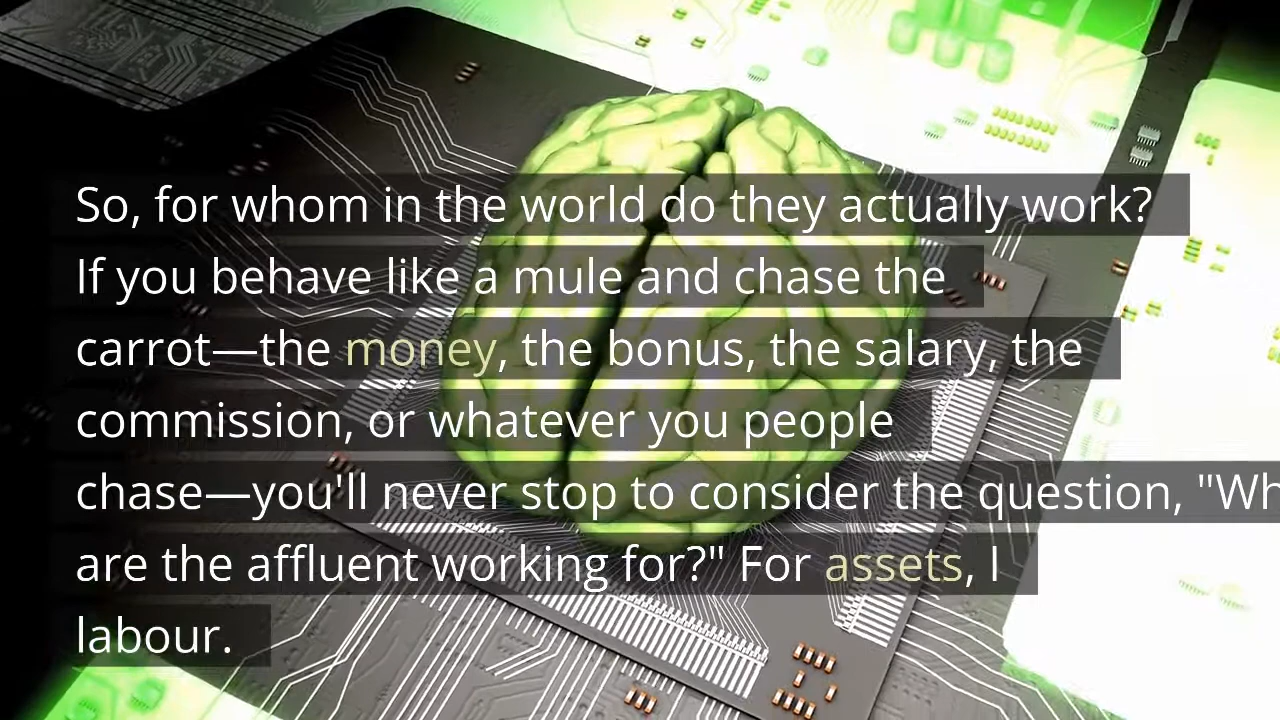 So, for whom in the world do they actually work?
If you behave like a mule and chase the
carrot—the money, the bonus, the salary, the
commission, or whatever you people
chase—you'll never stop to consider the question, "Wh
are the affluent working for?" For assets, I
labour.